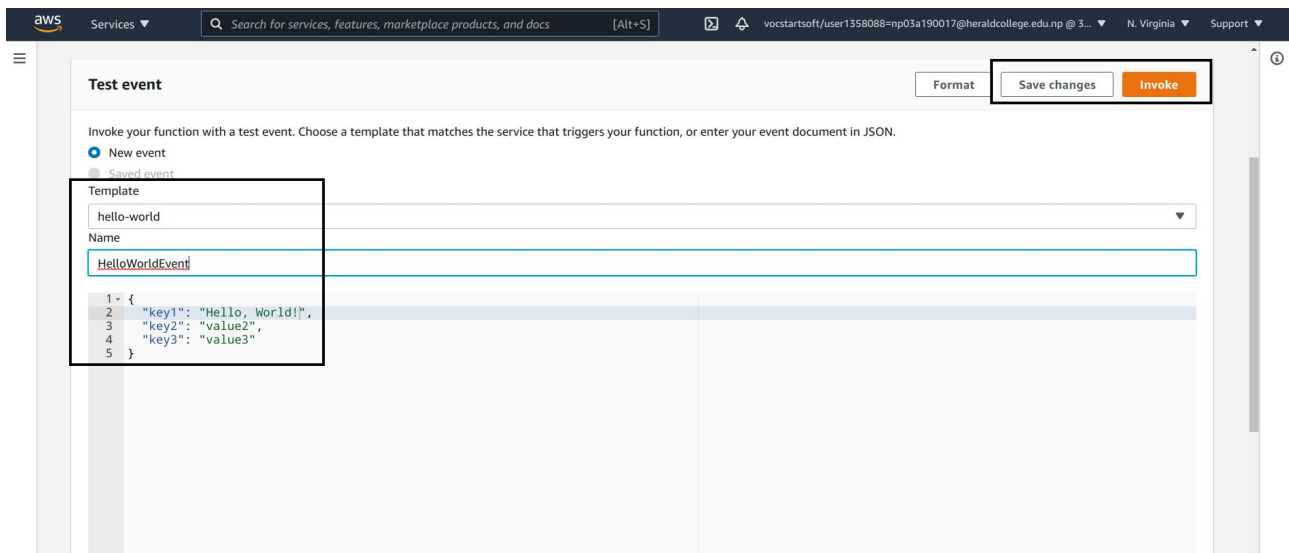 aws Services ▼ Search for services, features, marketplace products, and docs [Alt+S] vocstartsoft/user1358088=np03a190017@heraldcollege.edu.np @ 3... ▼ N. Virginia ▼ Support ▼
Test event Format Save changes Invoke
Invoke your function with a test event. Choose a template that matches the service that triggers your function, or enter your event document in JSON.
New event
Saved event
Template
hello-world
Name
HelloWorldEvent
1 {
2 "key1": "Hello, World!",
3 "key2": "value2",
4 "key3": "value3"
5 }